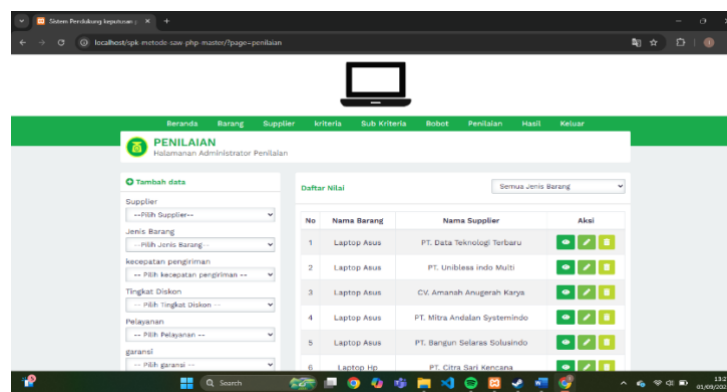 Sistem Pendukung keputusan p
localhost/spk-metode-saw-php-master/?page=penilaian
Beranda Barang Supplier kriteria Sub Kriteria Bobot Penilaian Hasil Keluar
PENILAIAN
Halamanan Administrator Penilaian
Tambah data
Supplier
--Pilih Supplier--
Jenis Barang
--Pilih Jenis Barang--
kecepatan pengiriman
-- Pilih kecepatan pengiriman --
Tingkat Diskon
-- Pilih Tingkat Diskon --
Pelayanan
-- Pilih Pelayanan --
garansi
-- Pilih garansi --
Daftar Nilai
Semua Jenis Barang
No Nama Barang Nama Supplier Aksi
1 Laptop Asus PT. Data Teknologi Terbaru
2 Laptop Asus PT. Unibless indo Multi
3 Laptop Asus CV. Amanah Anugerah Karya
4 Laptop Asus PT. Mitra Andalan Systemindo
5 Laptop Asus PT. Bangun Selaras Solusindo
6 Laptop Hp PT. Citra Sari Kencana
Search